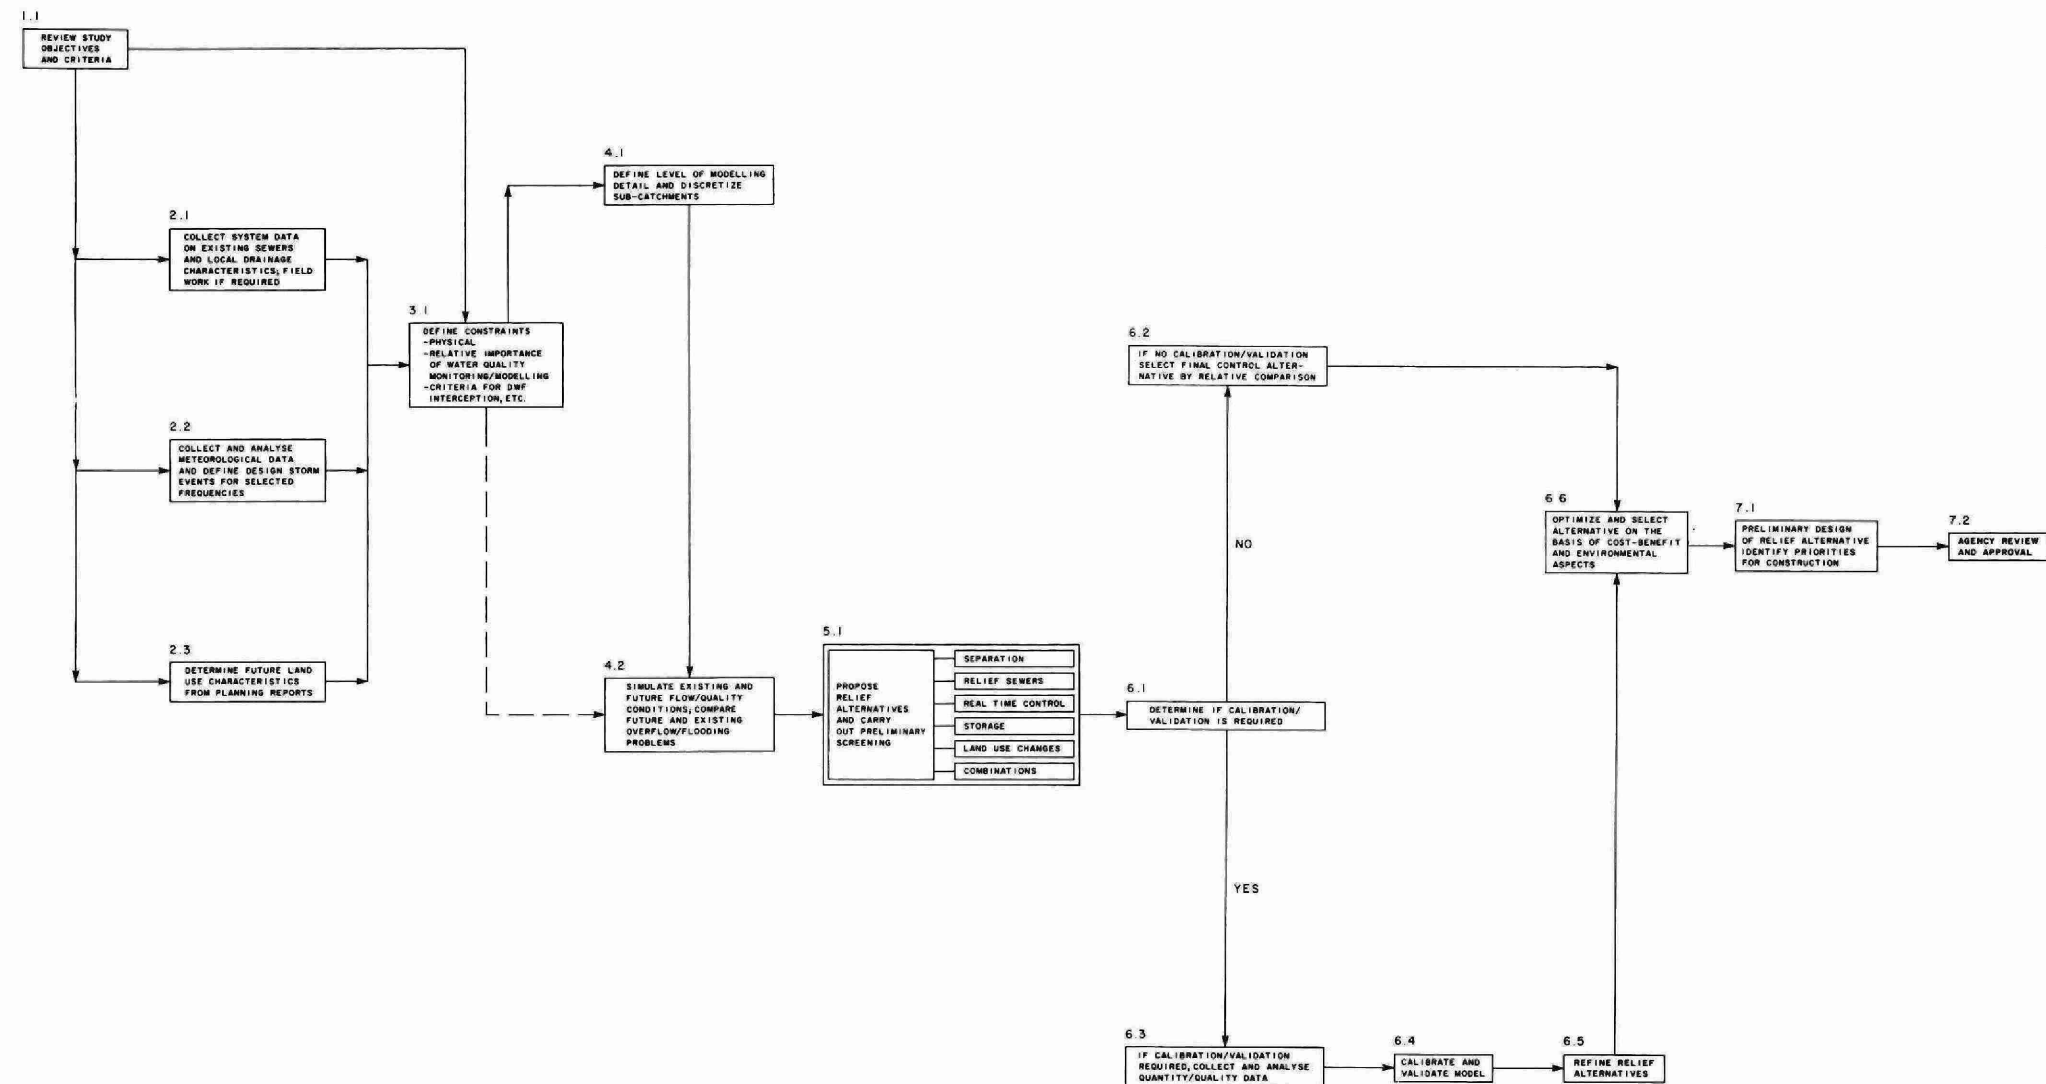 1.1
REVIEW STUDY
OBJECTIVES
AND CRITERIA
2.1
COLLECT SYSTEM DATA
ON EXISTING SEWERS
AND LOCAL DRAINAGE
CHARACTERISTICS; FIELD
WORK IF REQUIRED
2.2
COLLECT AND ANALYSE
METEOROLOGICAL DATA
AND DEFINE DESIGN STORM
EVENTS FOR SELECTED
FREQUENCIES
2.3
DETERMINE FUTURE LAND
USE CHARACTERISTICS
FROM PLANNING REPORTS
3.1
DEFINE CONSTRAINTS
-PHYSICAL
-RELATIVE IMPORTANCE
OF WATER QUALITY
MONITORING/MODELLING
-CRITERIA FOR DWF
INTERCEPTION, ETC.
4.1
DEFINE LEVEL OF MODELLING
DETAIL AND DISCRETIZE
SUB-CATCHMENTS
4.2
SIMULATE EXISTING AND
FUTURE FLOW/QUALITY
CONDITIONS; COMPARE
FUTURE AND EXISTING
OVERFLOW/FLOODING
PROBLEMS
5.1
PROPOSE
RELIEF
ALTERNATIVES
AND CARRY
OUT PRELIMINARY
SCREENING
SEPARATION
RELIEF SEWERS
REAL TIME CONTROL
STORAGE
LAND USE CHANGES
COMBINATIONS
6.1
DETERMINE IF CALIBRATION/
VALIDATION IS REQUIRED
NO
YES
6.2
IF NO CALIBRATION/VALIDATION
SELECT FINAL CONTROL ALTER-
NATIVE BY RELATIVE COMPARISON
6.3
IF CALIBRATION/VALIDATION
REQUIRED, COLLECT AND ANALYSE
QUANTITY/QUALITY DATA
6.4
CALIBRATE AND
VALIDATE MODEL
6.5
REFINE RELIEF
ALTERNATIVES
6 6
OPTIMIZE AND SELECT
ALTERNATIVE ON THE
BASIS OF COST-BENEFIT
AND ENVIRONMENTAL
ASPECTS
7.1
PRELIMINARY DESIGN
OF RELIEF ALTERNATIVE
IDENTIFY PRIORITIES
FOR CONSTRUCTION
7.2
AGENCY REVIEW
AND APPROVAL